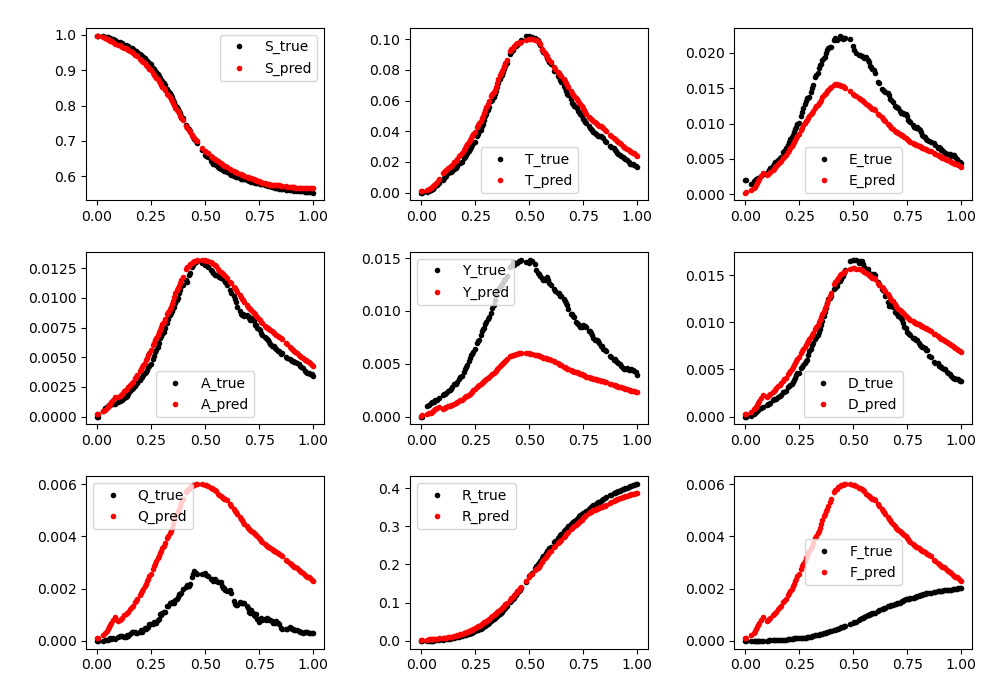 1.0
0.9
0.8
0.7
0.6
S_true
S_pred
0.00 0.25 0.50 0.75 1.00
0.10
0.08
0.06
0.04
0.02
0.00
T_true
T_pred
0.00 0.25 0.50 0.75 1.00
0.020
0.015
0.010
0.005
0.000
E_true
E_pred
0.00 0.25 0.50 0.75 1.00
0.0125
0.0100
0.0075
0.0050
0.0025
0.0000
A_true
A_pred
0.00 0.25 0.50 0.75 1.00
0.015
0.010
0.005
0.000
Y_true
Y_pred
0.00 0.25 0.50 0.75 1.00
0.015
0.010
0.005
0.000
D_true
D_pred
0.00 0.25 0.50 0.75 1.00
0.006
0.004
0.002
0.000
Q_true
Q_pred
0.00 0.25 0.50 0.75 1.00
0.4
0.3
0.2
0.1
0.0
R_true
R_pred
0.00 0.25 0.50 0.75 1.00
0.006
0.004
0.002
0.000
F_true
F_pred
0.00 0.25 0.50 0.75 1.00